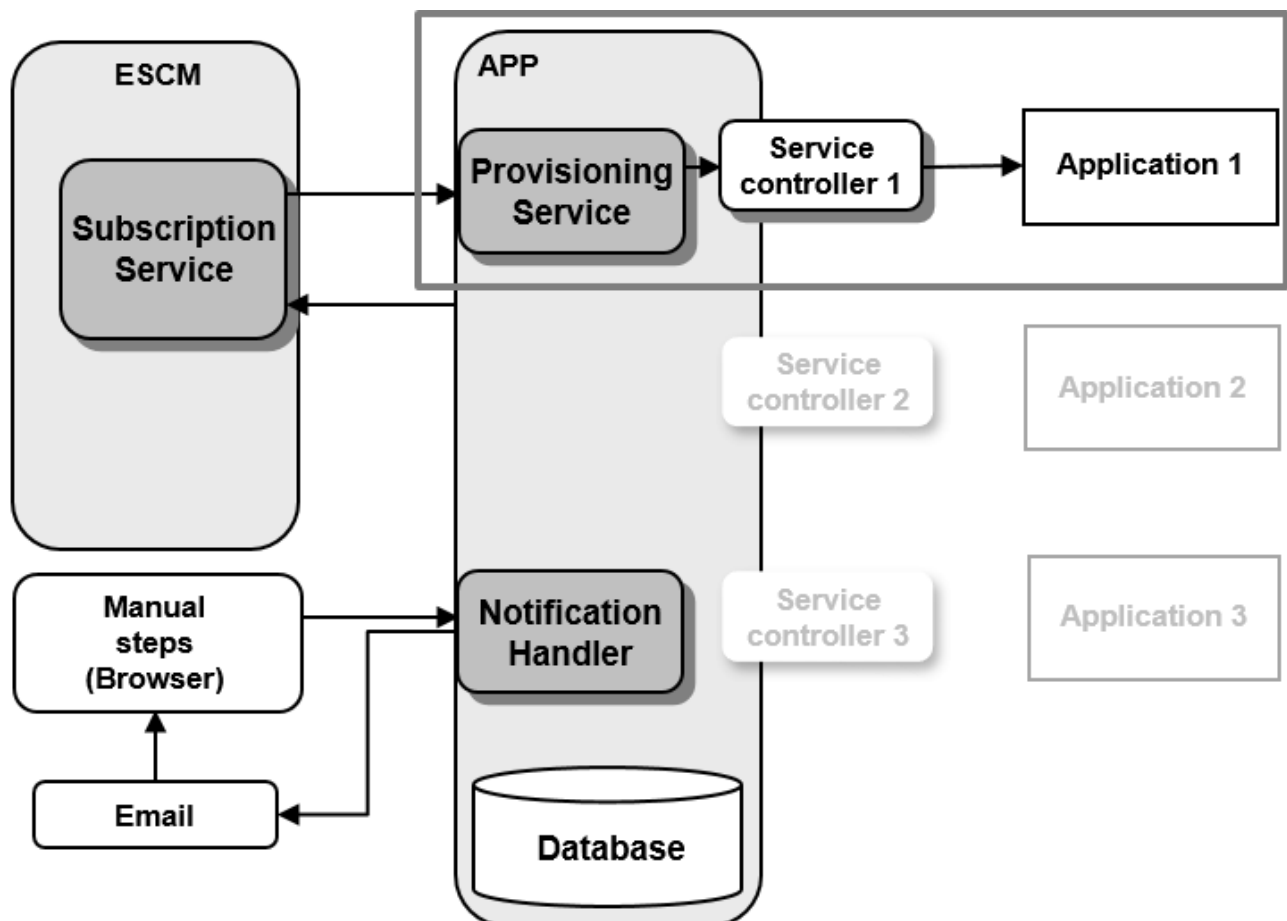 ESCM
APP
Subscription
Service
Provisioning
Service
Service
controller 1
Application 1
Service
controller 2
Application 2
Manual
steps
(Browser)
Notification
Handler
Service
controller 3
Application 3
Email
Database